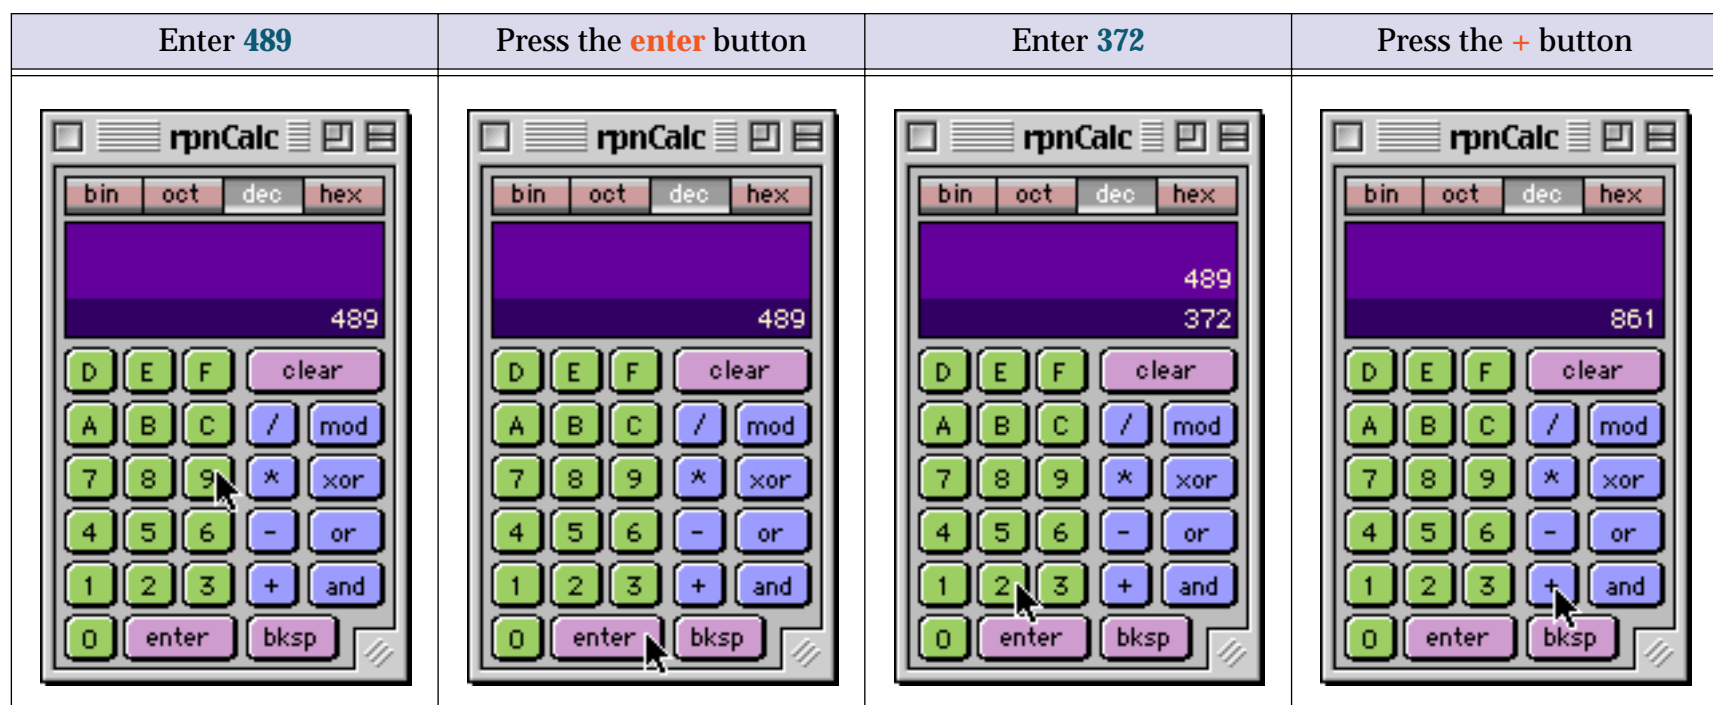 Enter 489
Press the enter button
Enter 372
Press the + button
rpnCalc
bin oct dec hex
489
D E F clear
A B C / mod
7 8 9 * xor
4 5 6 - or
1 2 3 + and
0 enter bksp
rpnCalc
bin oct dec hex
489
D E F clear
A B C / mod
7 8 9 * xor
4 5 6 - or
1 2 3 + and
0 enter bksp
rpnCalc
bin oct dec hex
489
372
D E F clear
A B C / mod
7 8 9 * xor
4 5 6 - or
1 2 3 + and
0 enter bksp
rpnCalc
bin oct dec hex
861
D E F clear
A B C / mod
7 8 9 * xor
4 5 6 - or
1 2 3 + and
0 enter bksp